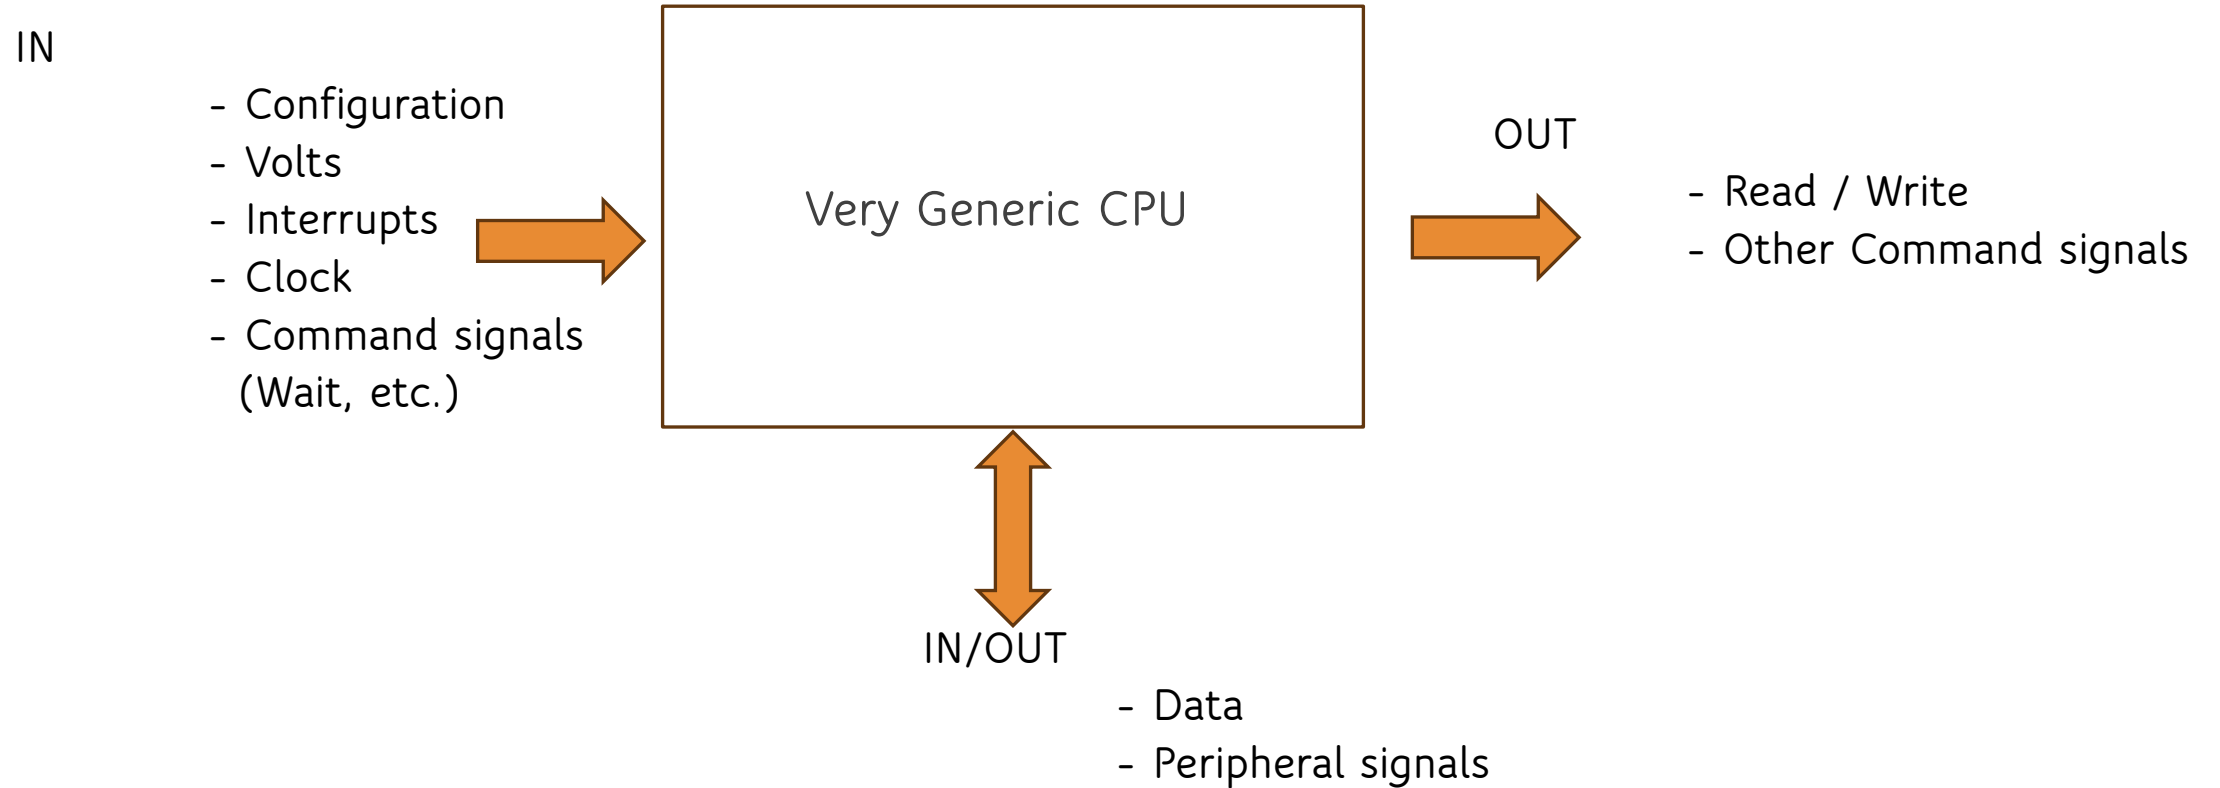 IN
- Configuration
- Volts
- Interrupts
- Clock
- Command signals
(Wait, etc.)
Very Generic CPU
OUT
- Read / Write
- Other Command signals
IN/OUT
- Data
- Peripheral signals